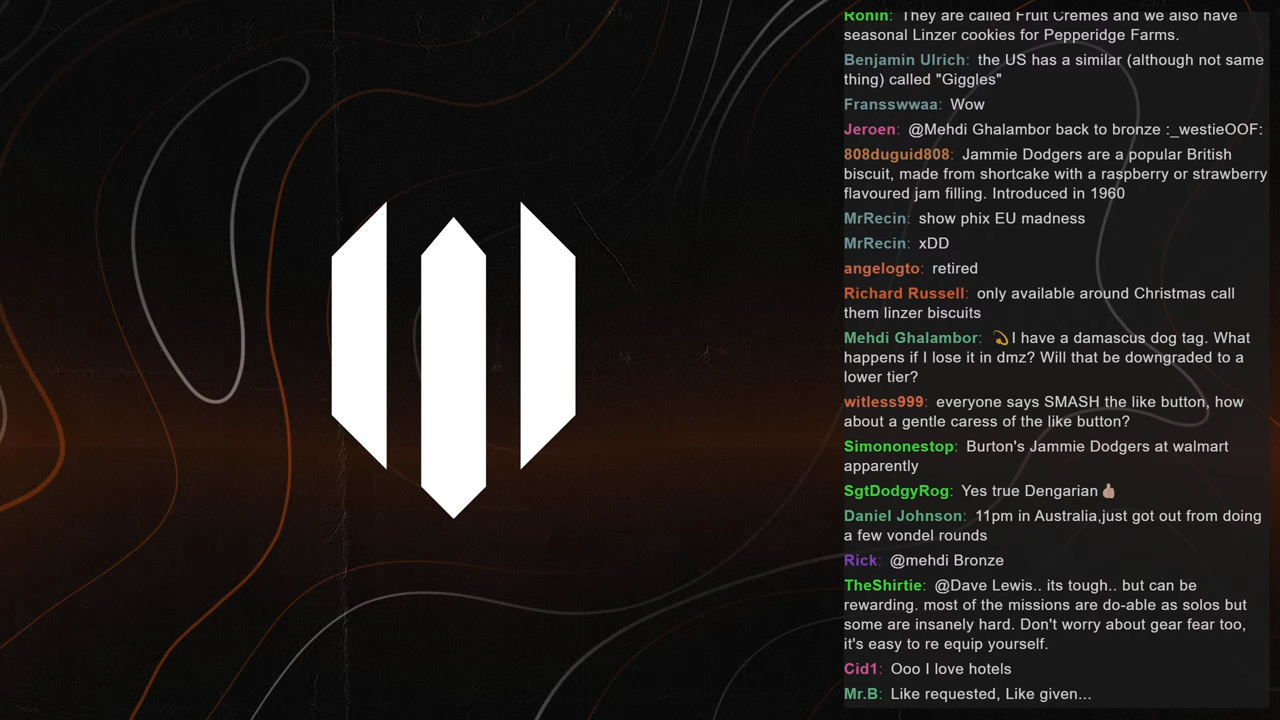 Ronin: They are called Fruit Cremes and we also have
seasonal Linzer cookies for Pepperidge Farms.
Benjamin Ulrich: the US has a similar (although not same
thing) called "Giggles"
Fransswwaa: Wow
Jeroen: @Mehdi Ghalambor back to bronze :_westieOOF:
808duguid808: Jammie Dodgers are a popular British
biscuit, made from shortcake with a raspberry or strawberry
flavoured jam filling. Introduced in 1960
MrRecin: show phix EU madness
MrRecin: xDD
angelogto: retired
Richard Russell: only available around Christmas call
them linzer biscuits
Mehdi Ghalambor: 💫I have a damascus dog tag. What
happens if I lose it in dmz? Will that be downgraded to a
lower tier?
witless999: everyone says SMASH the like button, how
about a gentle caress of the like button?
Simononestop: Burton's Jammie Dodgers at walmart
apparently
SgtDodgyRog: Yes true Dengarian👍🏼
Daniel Johnson: 11pm in Australia,just got out from doing
a few vondel rounds
Rick: @mehdi Bronze
TheShirtie: @Dave Lewis.. its tough.. but can be
rewarding. most of the missions are do-able as solos but
some are insanely hard. Don't worry about gear fear too,
it's easy to re equip yourself.
Cid1: Ooo I love hotels
Mr.B: Like requested, Like given...